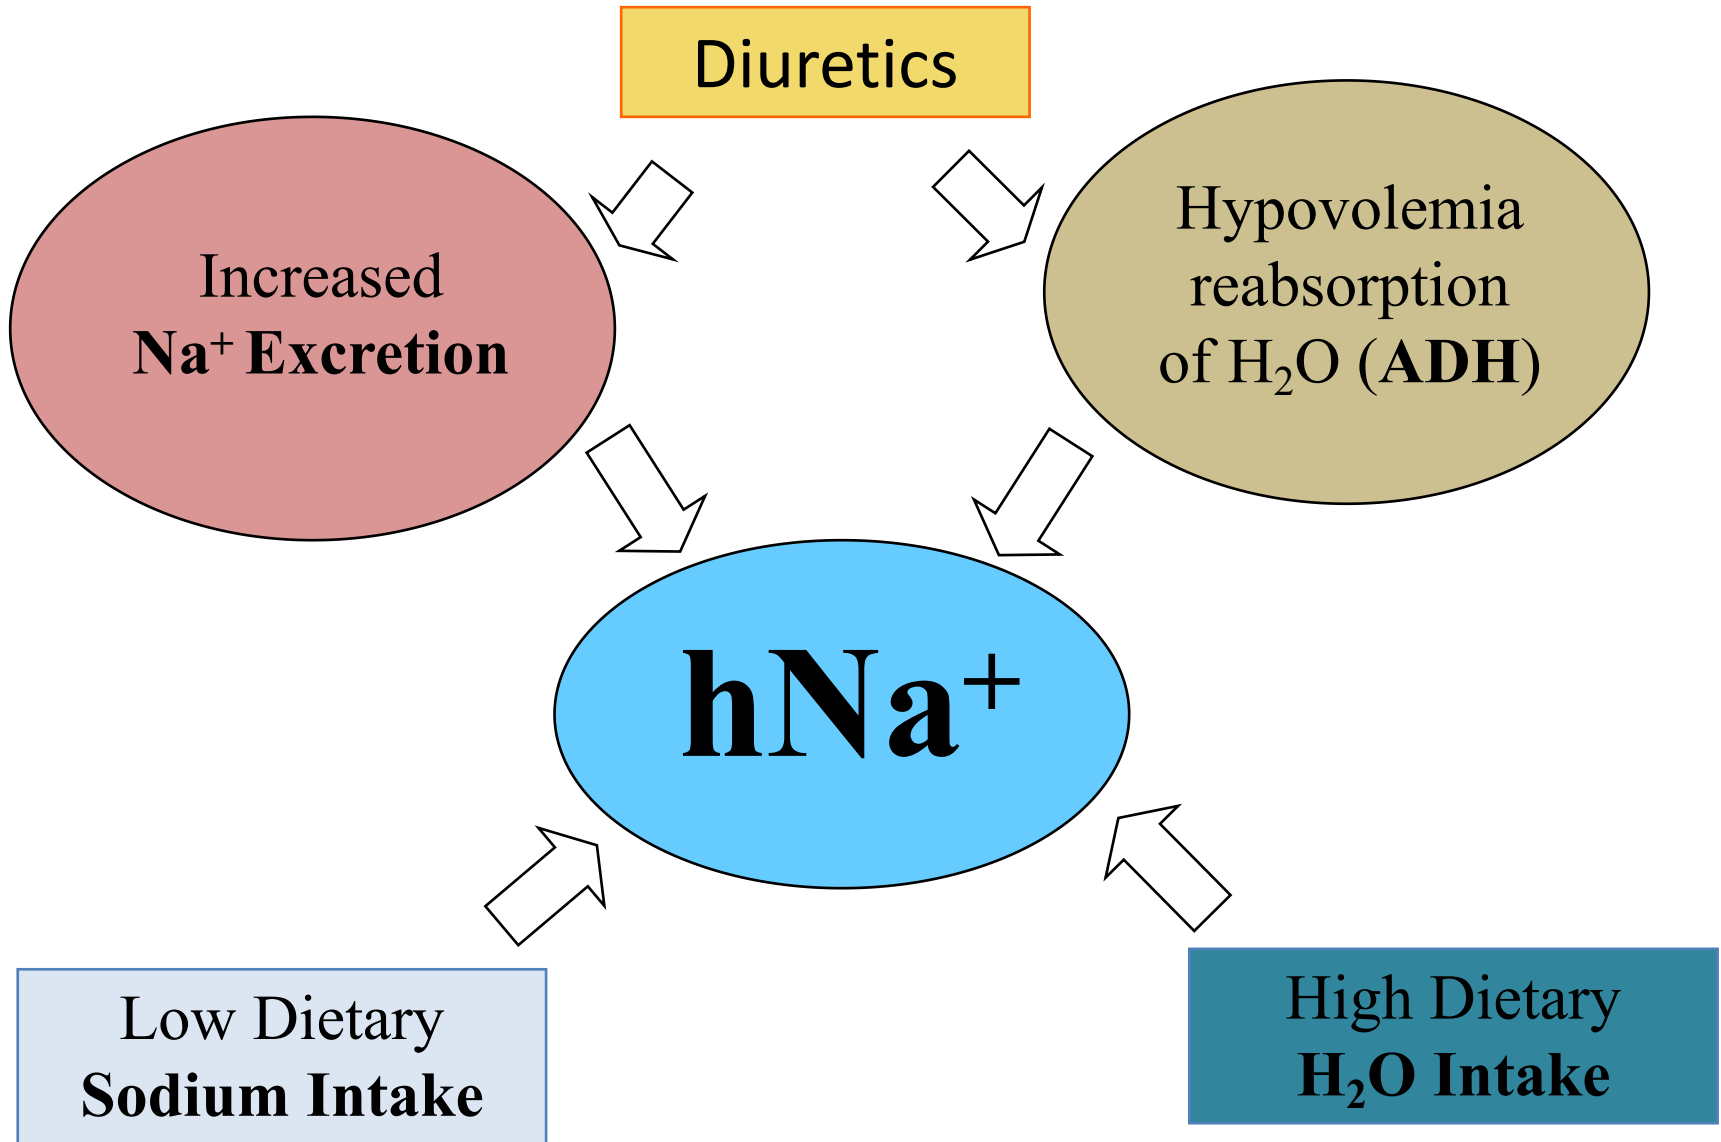 Diuretics
Increased
Na⁺ Excretion
Hypovolemia
reabsorption
of H₂O (ADH)
hNa⁺
Low Dietary
Sodium Intake
High Dietary
H₂O Intake